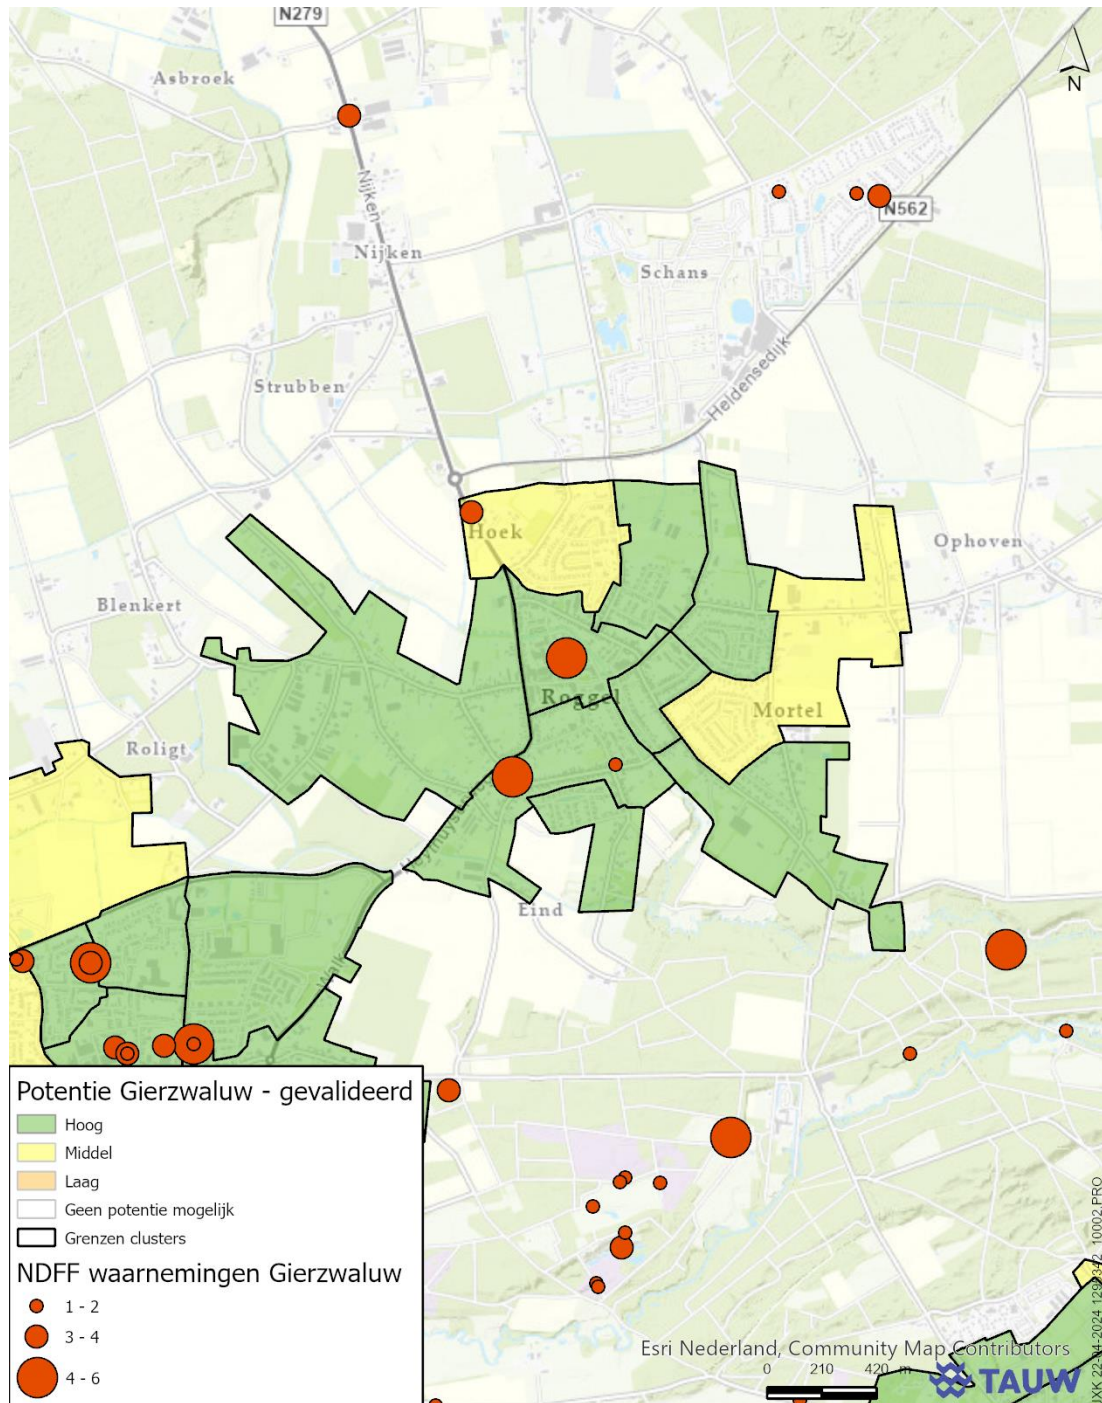 N279
Asbroek
N
Nijken
N562
Nijken
Schans
Heldensedijk
Strubben
Hoek
Ophoven
Blenkert
Roggel
Mortel
Roligt
Eind
Potentie Gierzwaluw - gevalideerd
Hoog
Middel
Laag
Geen potentie mogelijk
Grenzen clusters
NDFF waarnemingen Gierzwaluw
1 - 2
3 - 4
4 - 6
Esri Nederland, Community Map Contributors
0 210 420 m
TAUW